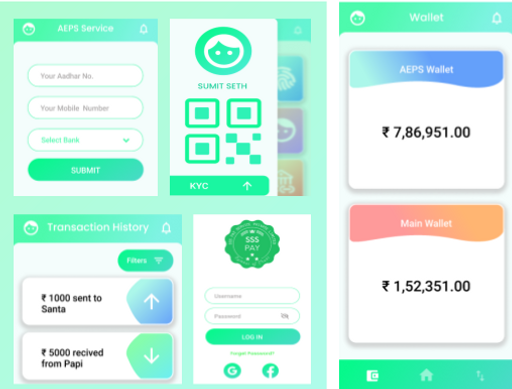 AEPS Service
Your Aadhar No.
Your Mobile Number
Select Bank
SUBMIT
SUMIT SETH
KYC
Wallet
AEPS Wallet
₹ 7,86,951.00
Main Wallet
₹ 1,52,351.00
Transaction History
Filters
₹ 1000 sent to
Santa
₹ 5000 recived
from Papi
SSS
PAY
Username
Password
LOG IN
Forget Password?
G
f